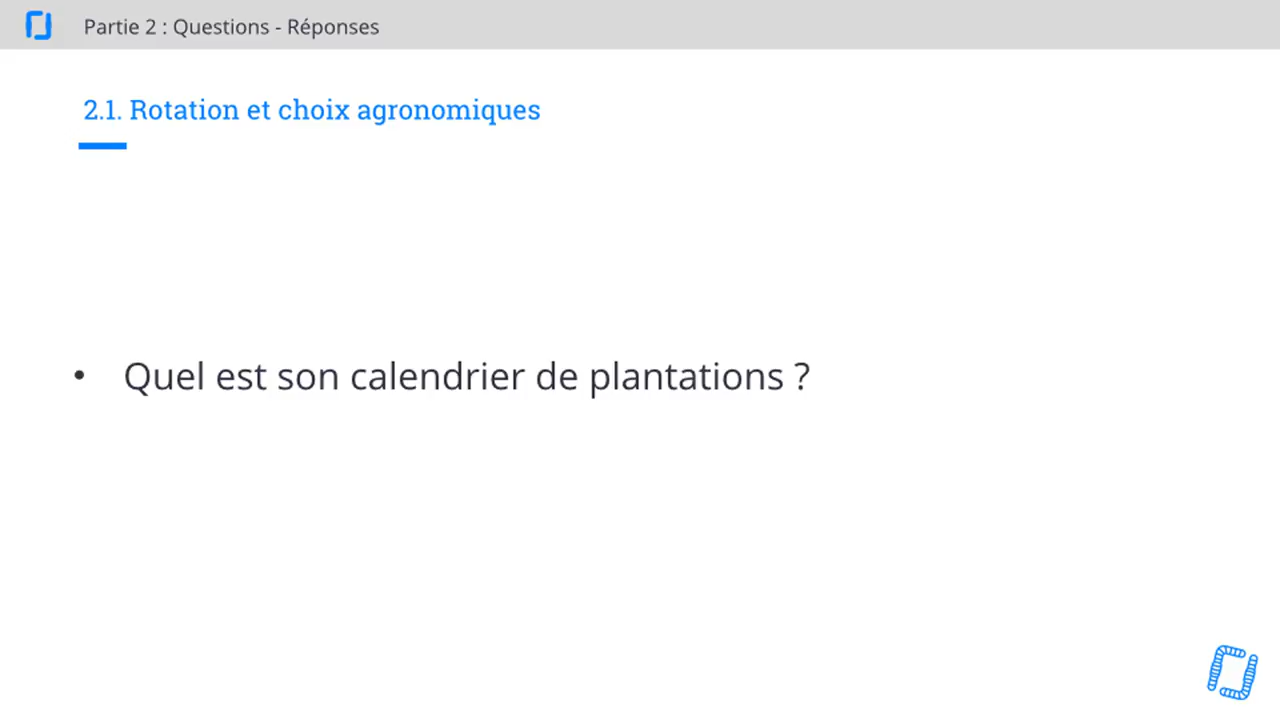 Partie 2 : Questions - Réponses
2.1. Rotation et choix agronomiques
• Quel est son calendrier de plantations ?